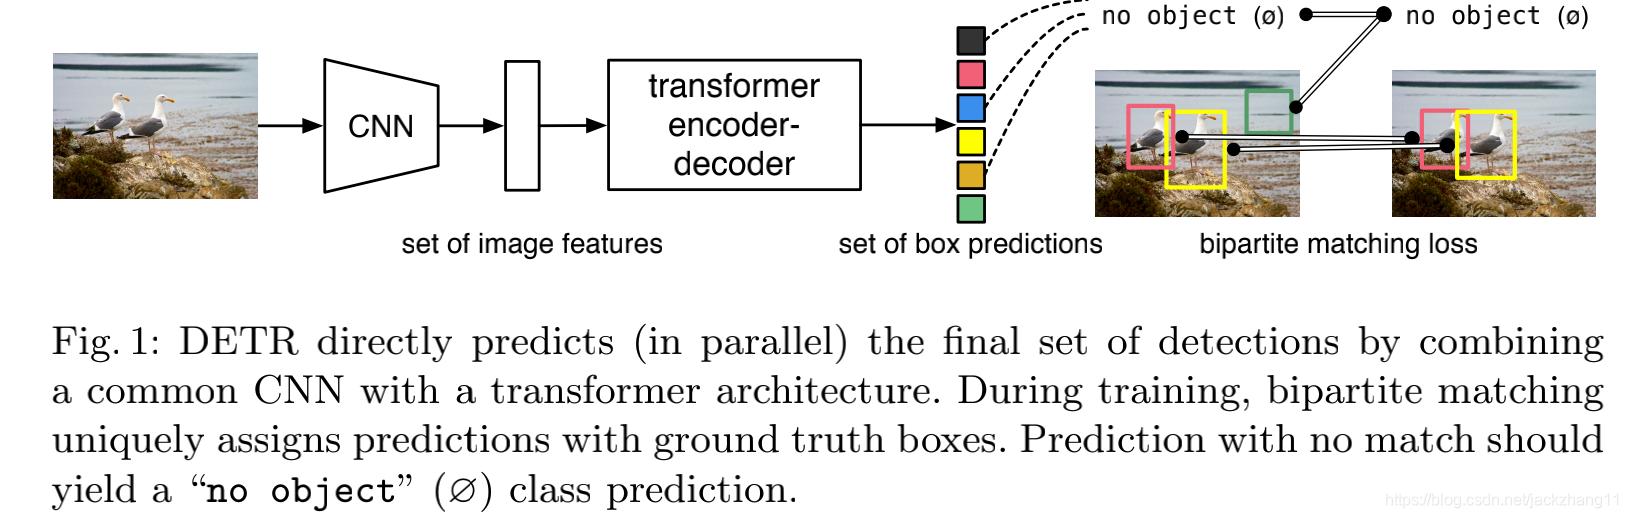 no object (ø) no object (ø)
CNN
transformer
encoder-
decoder
set of image features
set of box predictions
bipartite matching loss
Fig. 1: DETR directly predicts (in parallel) the final set of detections by combining
a common CNN with a transformer architecture. During training, bipartite matching
uniquely assigns predictions with ground truth boxes. Prediction with no match should
yield a “no object” (∅) class prediction.
https://blog.csdn.net/jackzhang11